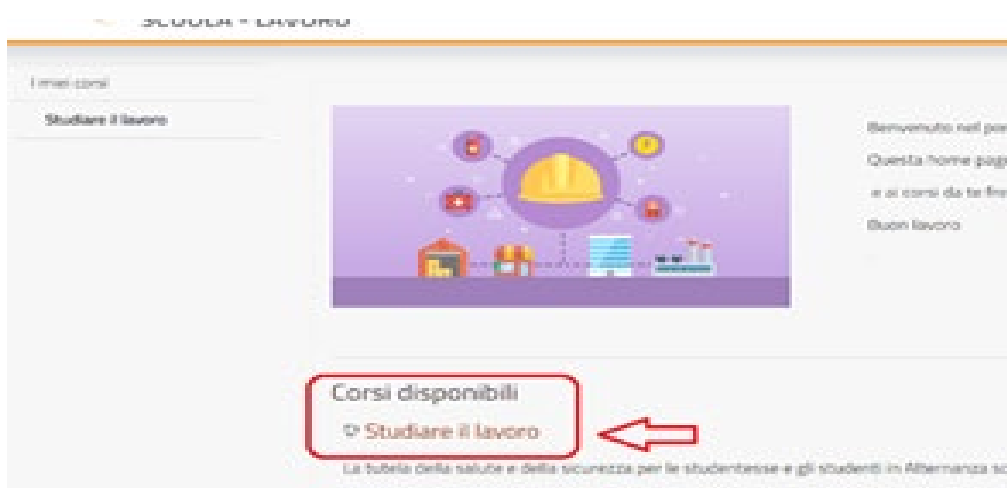 SCUOLA - LAVORO
I miei corsi
Studiare il lavoro
Benvenuto nel
Questa home
e ai corsi da te
Buon lavoro
Corsi disponibili
Studiare il lavoro
La tutela della salute e della sicurezza per le studentesse e gli studenti in Alternanza